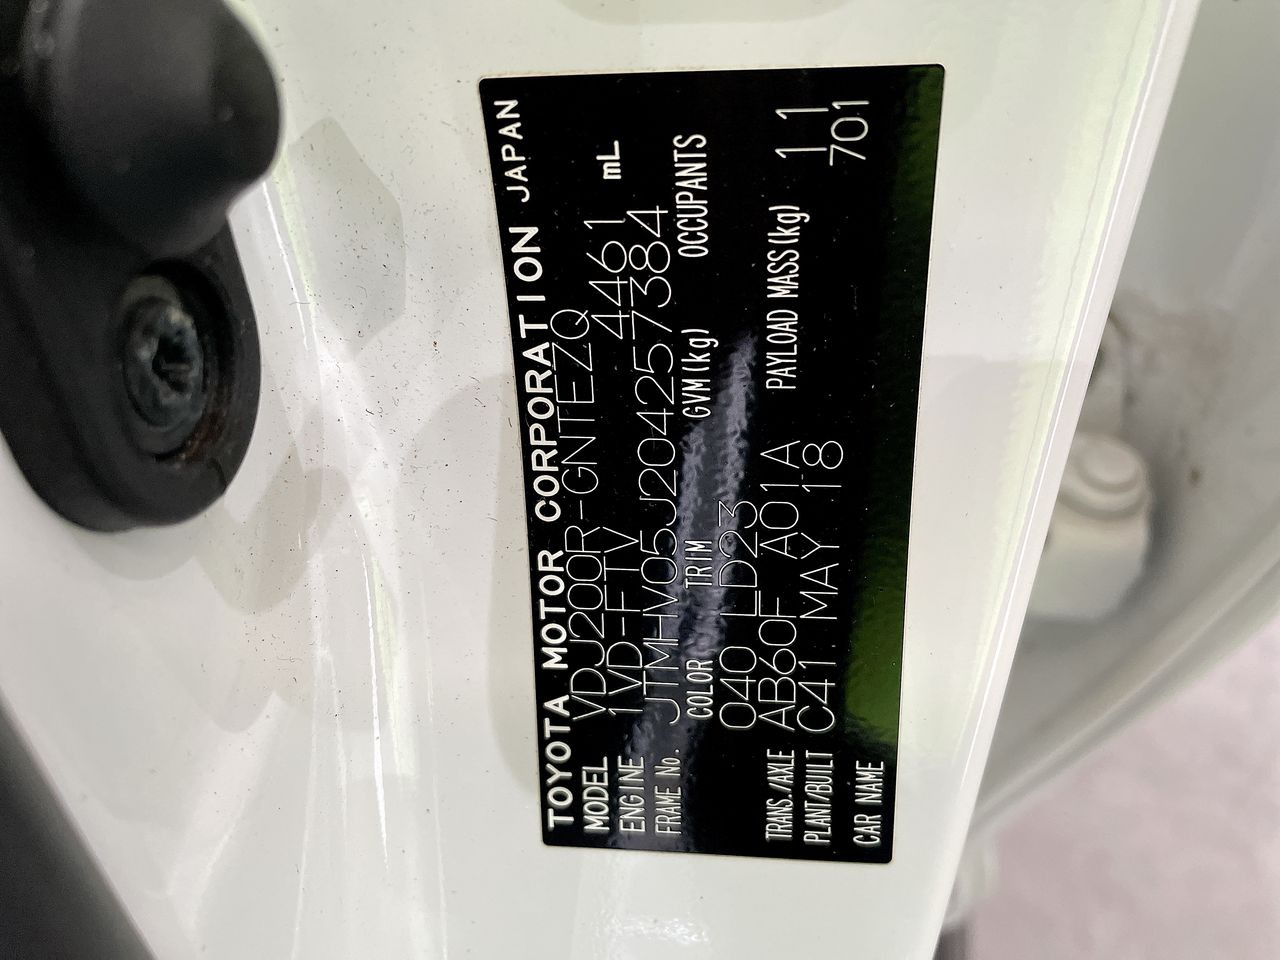 TOYOTA MOTOR CORPORATION JAPAN
MODEL VDJ200R-GNTEZQ
ENGINE 1VD-FTV 4461 mL
FRAME No. JTMHV05J204257384
COLOR TRIM GVM(kg) OCCUPANTS
040 LD23
TRANS./AXLE AB60F A01A PAYLOAD MASS(kg) 11
PLANT/BUILT C41. MAY.18 701
CAR NAME